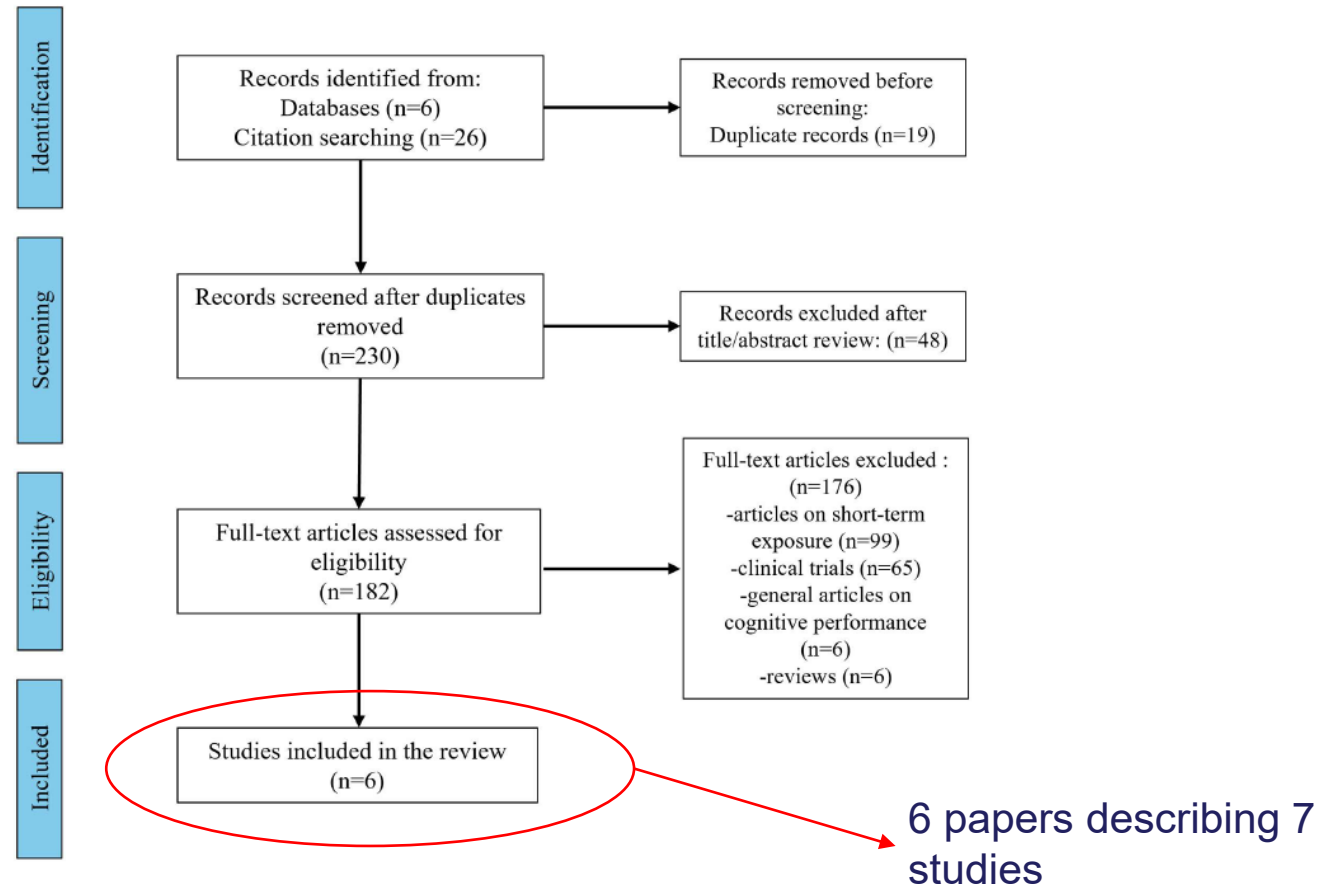 Identification
Records identified from:
Databases (n=6)
Citation searching (n=26)
Records removed before
screening:
Duplicate records (n=19)
Screening
Records screened after duplicates
removed
(n=230)
Records excluded after
title/abstract review: (n=48)
Eligibility
Full-text articles assessed for
eligibility
(n=182)
Full-text articles excluded :
(n=176)
-articles on short-term
exposure (n=99)
-clinical trials (n=65)
-general articles on
cognitive performance
(n=6)
-reviews (n=6)
Included
Studies included in the review
(n=6)
6 papers describing 7
studies